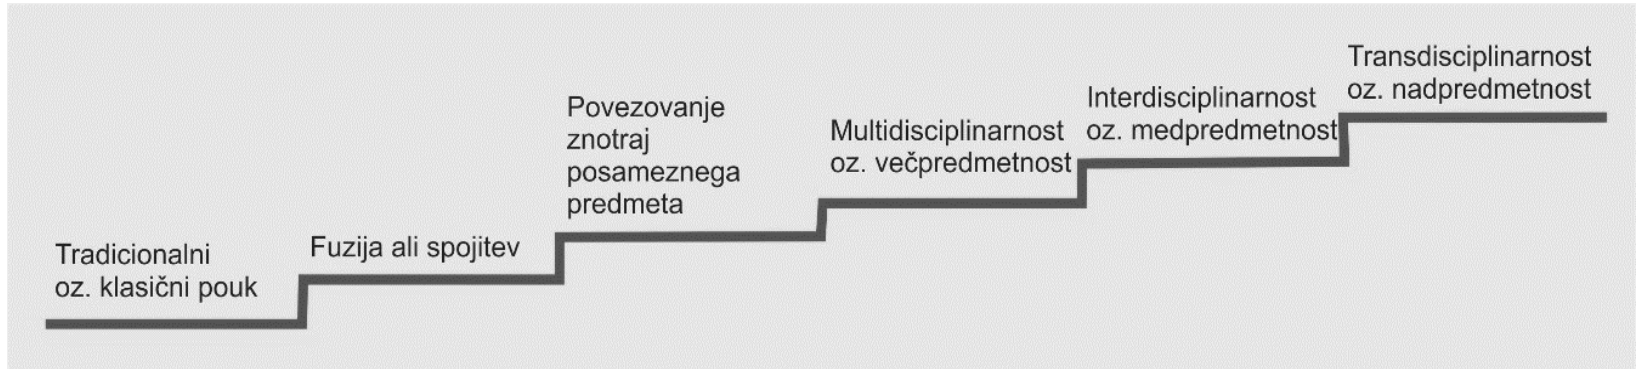 Tradicionalni
oz. klasični pouk
Fuzija ali spojitev
Povezovanje
znotraj
posameznega
predmeta
Multidisciplinarnost
oz. večpredmetnost
Interdisciplinarnost
oz. medpredmetnost
Transdisciplinarnost
oz. nadpredmetnost